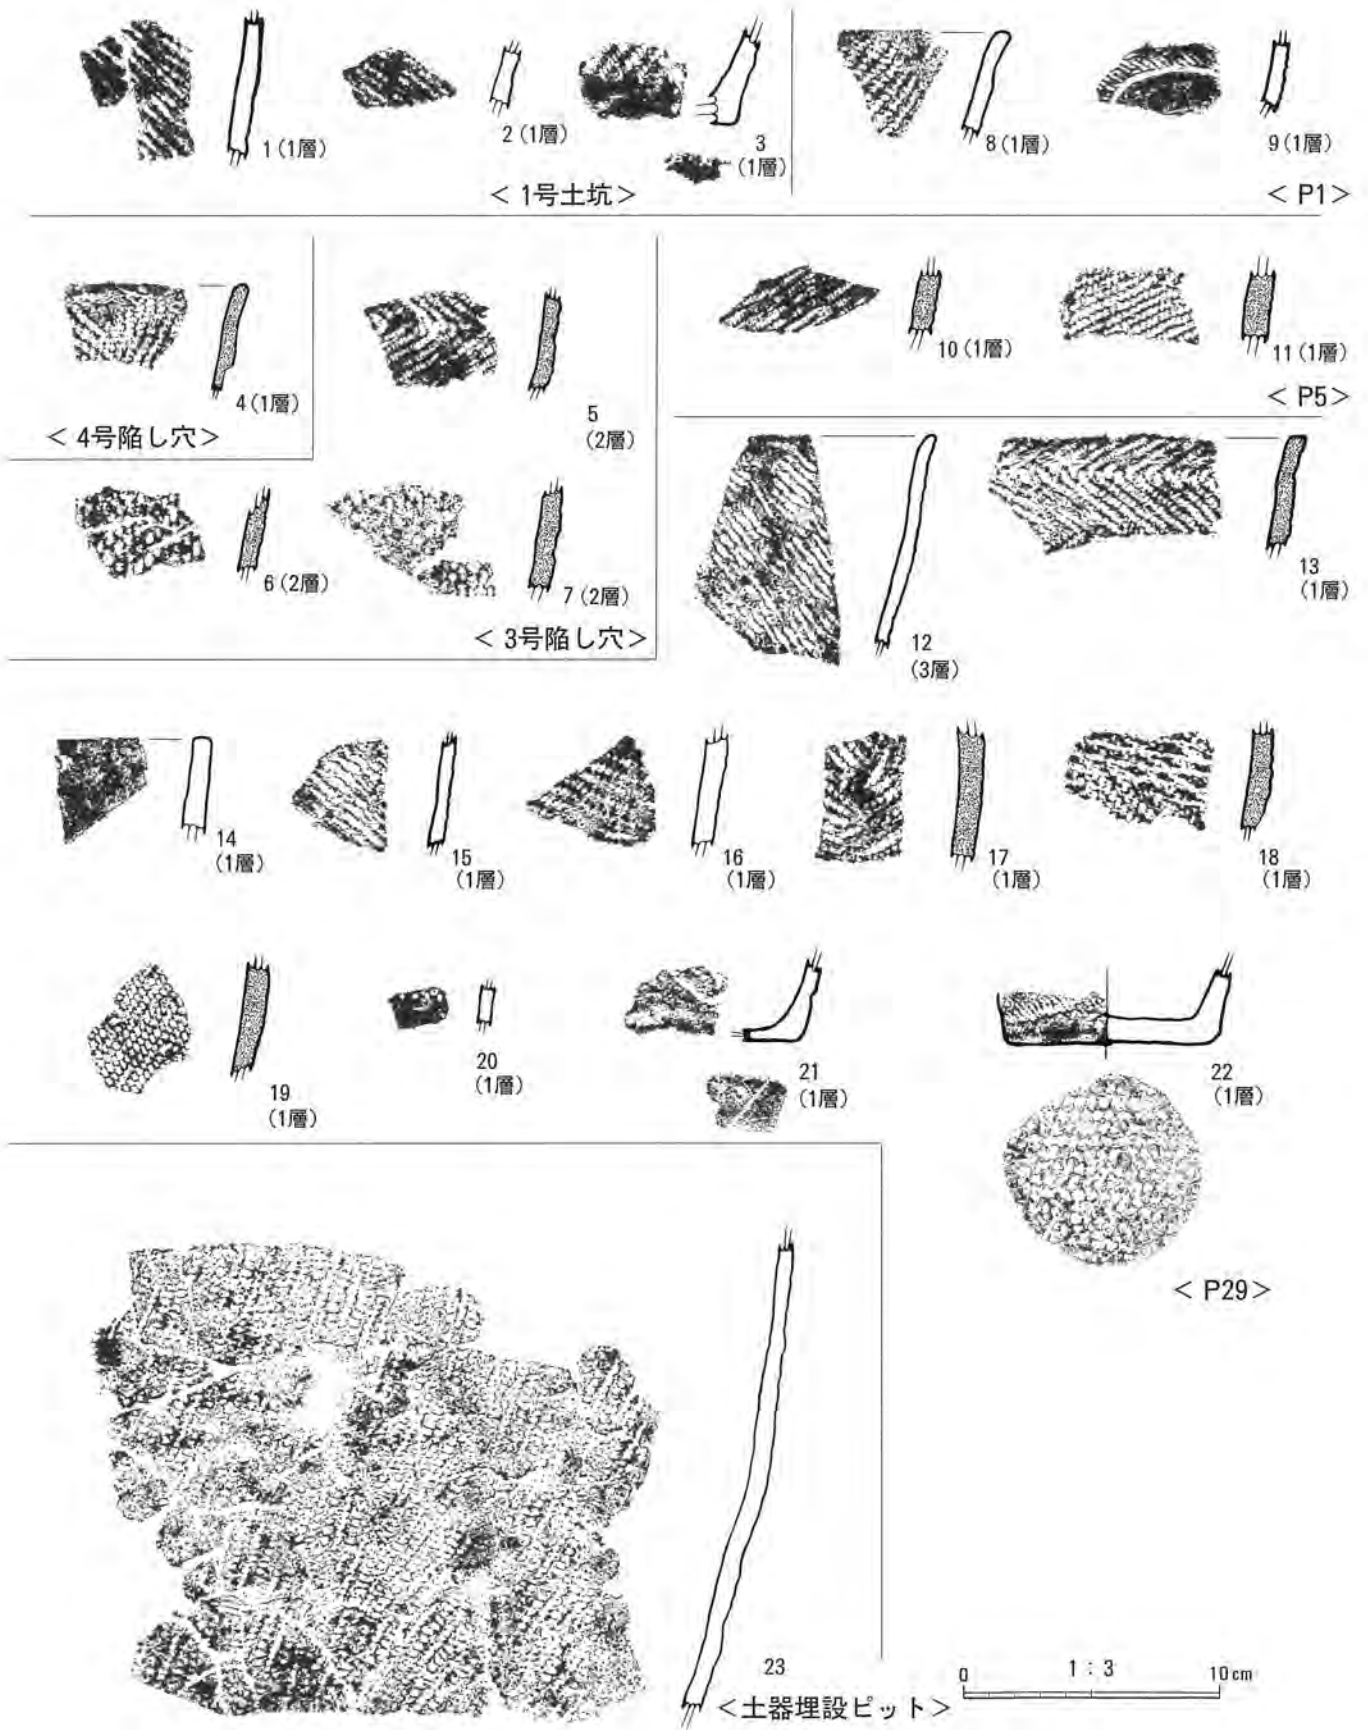 1(1層)
2(1層)
3
(1層)
<1号土坑>
8(1層)
9(1層)
<P1>
4(1層)
<4号陥し穴>
5
(2層)
6(2層)
7(2層)
<3号陥し穴>
10(1層)
11(1層)
<P5>
12
(3層)
13
(1層)
14
(1層)
15
(1層)
16
(1層)
17
(1層)
18
(1層)
19
(1層)
20
(1層)
21
(1層)
22
(1層)
<P29>
23
<土器埋設ピット>
0 1:3 10cm